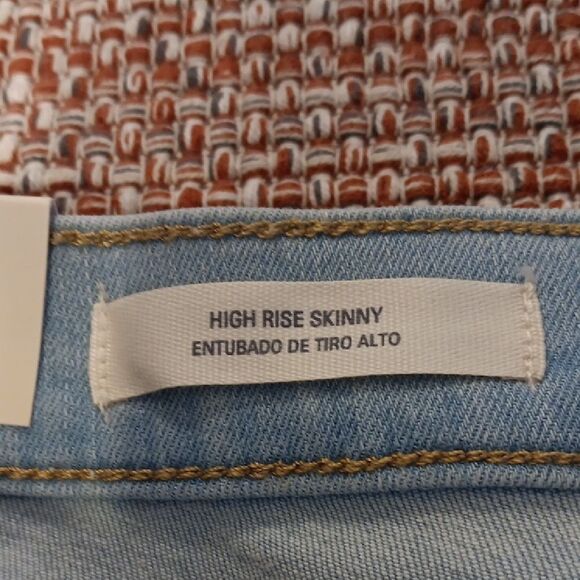 HIGH RISE SKINNY
ENTUBADO DE TIRO ALTO